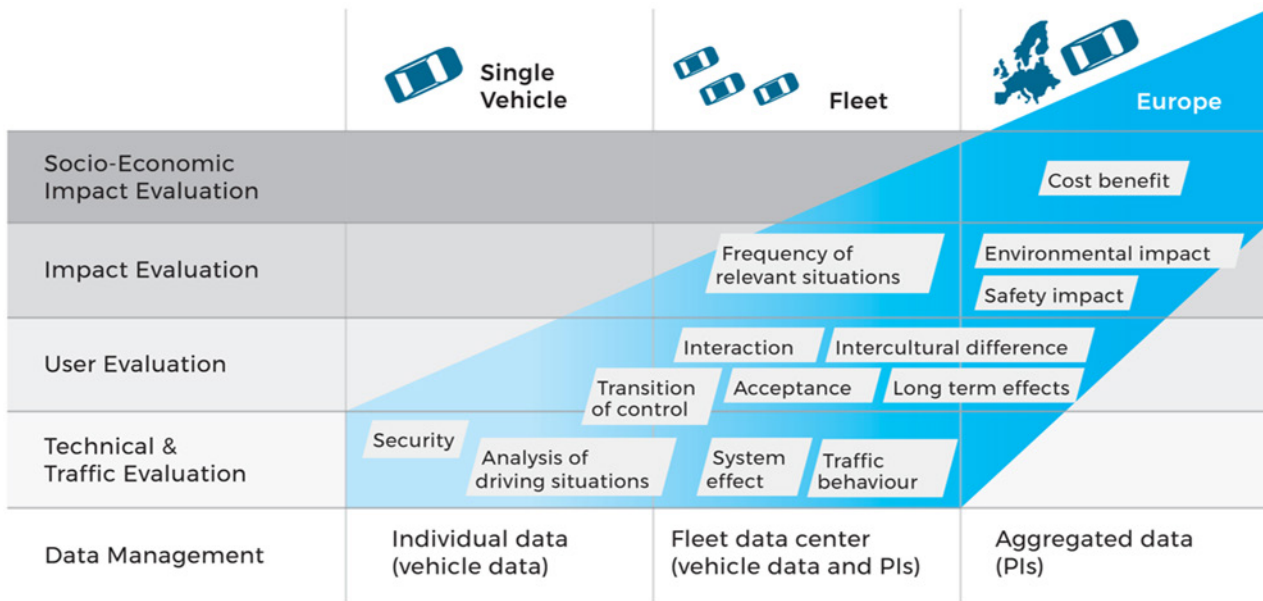 Single
Vehicle
Fleet
Europe
Socio-Economic
Impact Evaluation
Cost benefit
Impact Evaluation
Frequency of
relevant situations
Environmental impact
Safety impact
User Evaluation
Interaction
Intercultural difference
Transition
of control
Acceptance
Long term effects
Technical &
Traffic Evaluation
Security
Analysis of
driving situations
System
effect
Traffic
behaviour
Data Management
Individual data
(vehicle data)
Fleet data center
(vehicle data and PIs)
Aggregated data
(PIs)